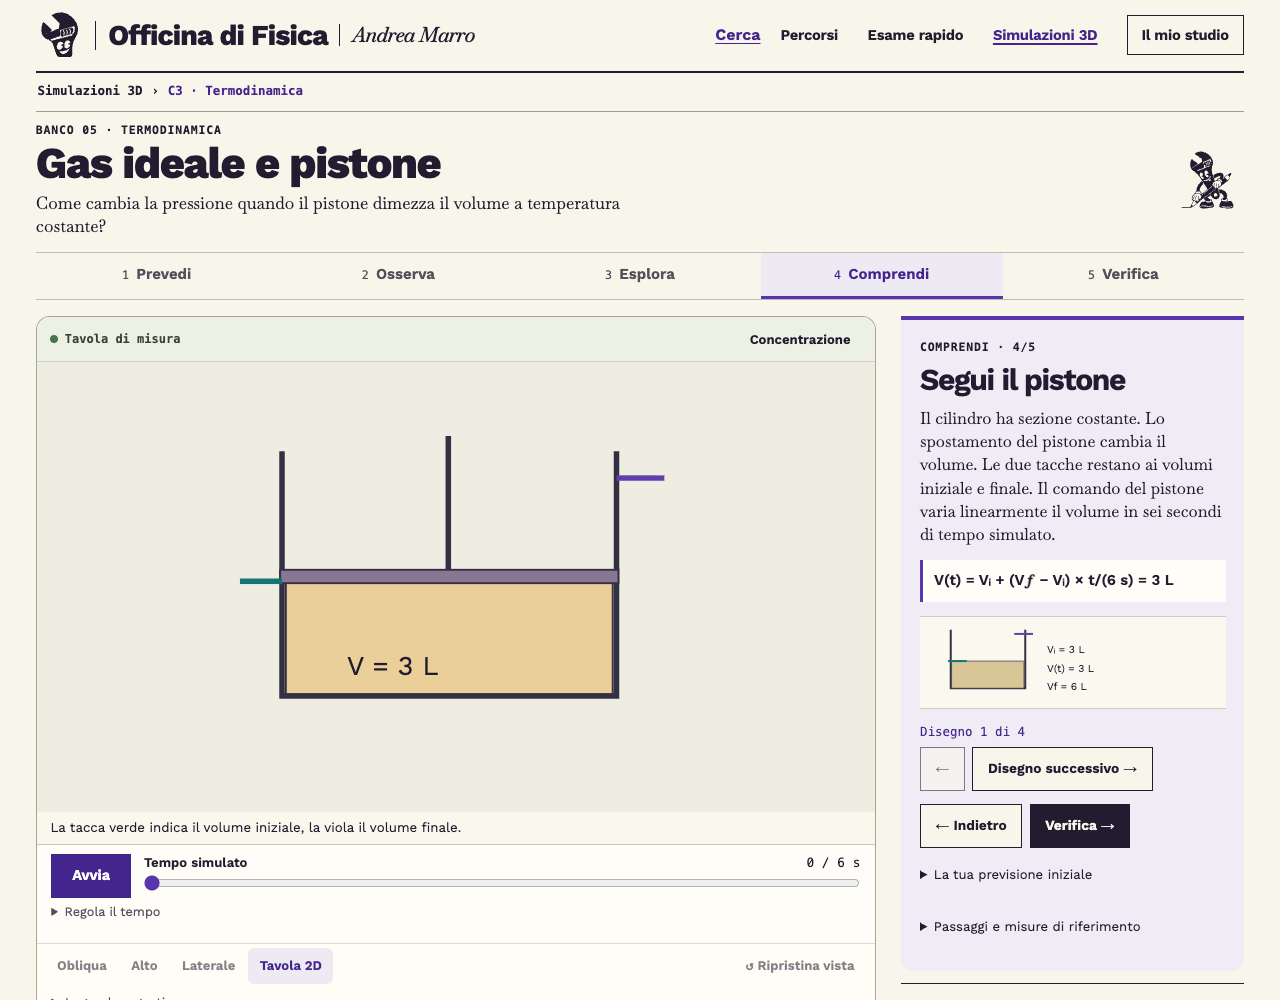 Officina di Fisica
Andrea Marro
Cerca
Percorsi
Esame rapido
Simulazioni 3D
Il mio studio
Simulazioni 3D › C3 · Termodinamica
BANCO 05 · TERMODINAMICA
Gas ideale e pistone
Come cambia la pressione quando il pistone dimezza il volume a temperatura
costante?
1 Prevedi
2 Osserva
3 Esplora
4 Comprendi
5 Verifica
Tavola di misura
Concentrazione
V = 3 L
La tacca verde indica il volume iniziale, la viola il volume finale.
Avvia
Tempo simulato
0 / 6 s
▶ Regola il tempo
Obliqua
Alto
Laterale
Tavola 2D
↺ Ripristina vista
COMPRENDI · 4/5
Segui il pistone
Il cilindro ha sezione costante. Lo
spostamento del pistone cambia il
volume. Le due tacche restano ai volumi
iniziale e finale. Il comando del pistone
varia linearmente il volume in sei secondi
di tempo simulato.
V(t) = Vᵢ + (V𝑓 − Vᵢ) × t/(6 s) = 3 L
Vᵢ = 3 L
V(t) = 3 L
Vf = 6 L
Disegno 1 di 4
←
Disegno successivo →
← Indietro
Verifica →
▶ La tua previsione iniziale
▶ Passaggi e misure di riferimento